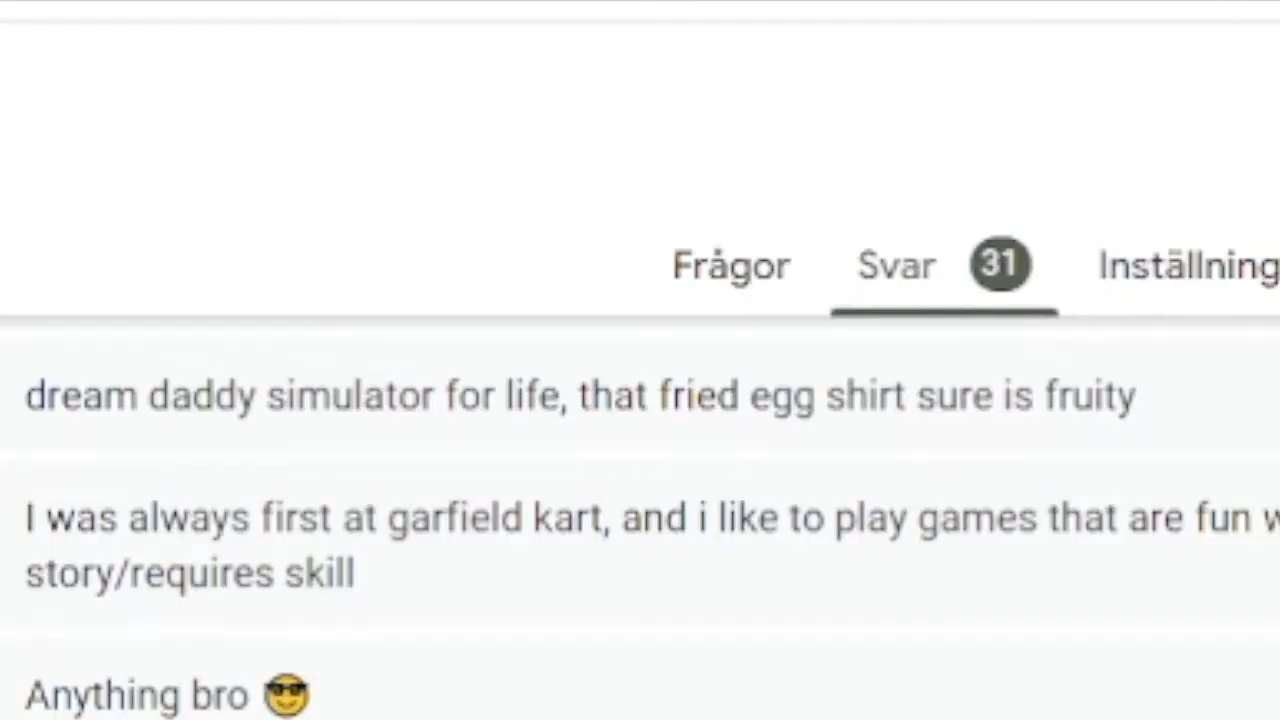 Frågor Svar 31 Inställning
dream daddy simulator for life, that fried egg shirt sure is fruity
I was always first at garfield kart, and i like to play games that are fun
story/requires skill
Anything bro 😎